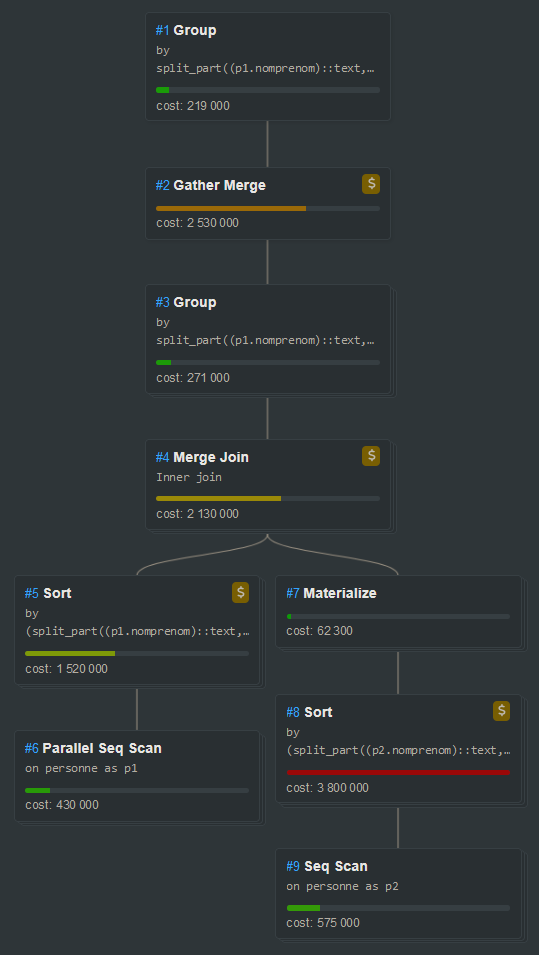 #1 Group
by
split_part((p1.nomprenom)::text,…
cost: 219 000
#2 Gather Merge
$
cost: 2 530 000
#3 Group
by
split_part((p1.nomprenom)::text,…
cost: 271 000
#4 Merge Join
$
Inner join
cost: 2 130 000
#5 Sort
$
by
(split_part((p1.nomprenom)::text,…
cost: 1 520 000
#6 Parallel Seq Scan
on personne as p1
cost: 430 000
#7 Materialize
cost: 62 300
#8 Sort
$
by
(split_part((p2.nomprenom)::text,…
cost: 3 800 000
#9 Seq Scan
on personne as p2
cost: 575 000